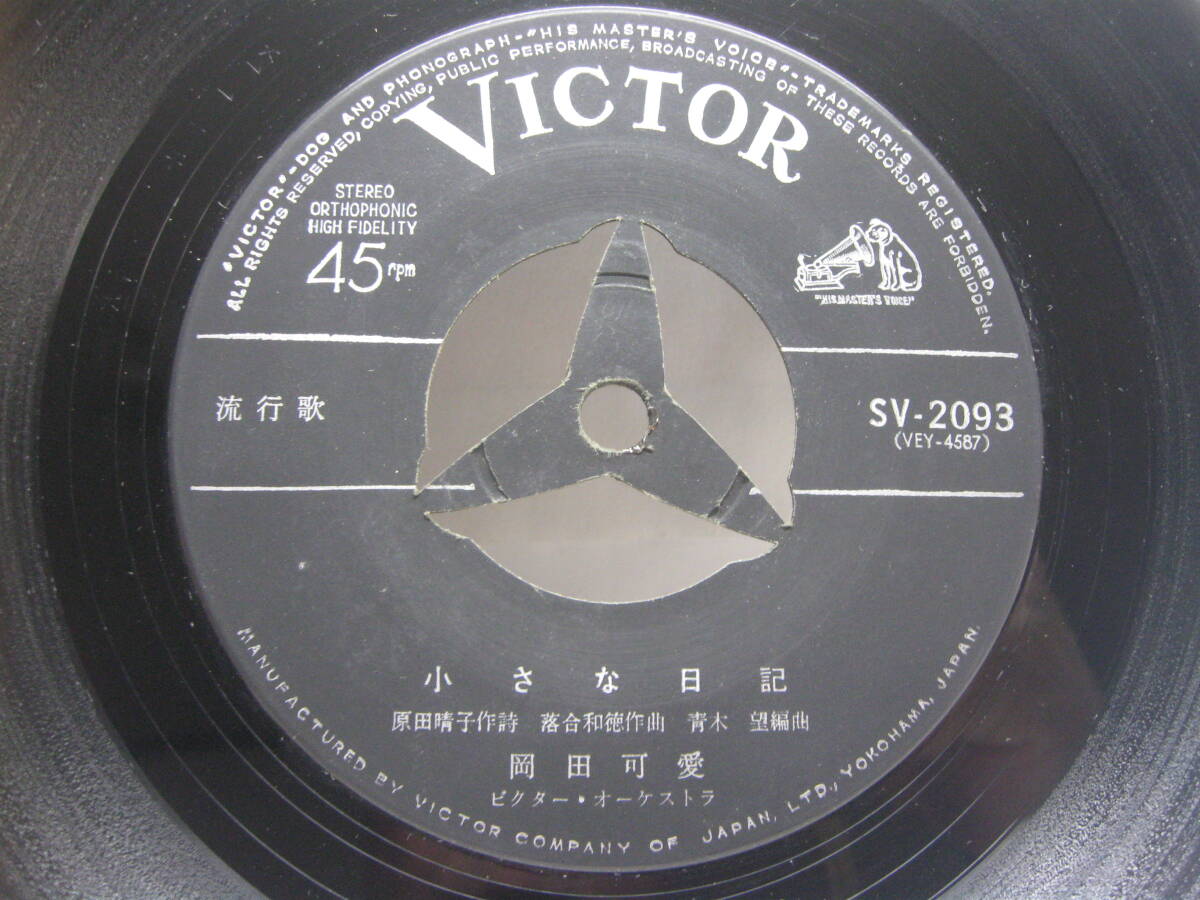 "VICTOR"-DOG AND PHONOGRAPH-"HIS MASTER'S VOICE"-TRADEMARKS REGISTERED.
ALL RIGHTS RESERVED, COPYING, PUBLIC PERFORMANCE, BROADCASTING OF THESE RECORDS ARE FORBIDDEN.
VICTOR
STEREO
ORTHOPHONIC
HIGH FIDELITY
45 rpm
"HIS MASTER'S VOICE"
流行歌
SV-2093
(VEY-4587)
小さな日記
原田晴子作詩 落合和徳作曲 青木 望編曲
岡田可愛
ビクター・オーケストラ
MANUFACTURED BY VICTOR COMPANY OF JAPAN, LTD., YOKOHAMA, JAPAN.